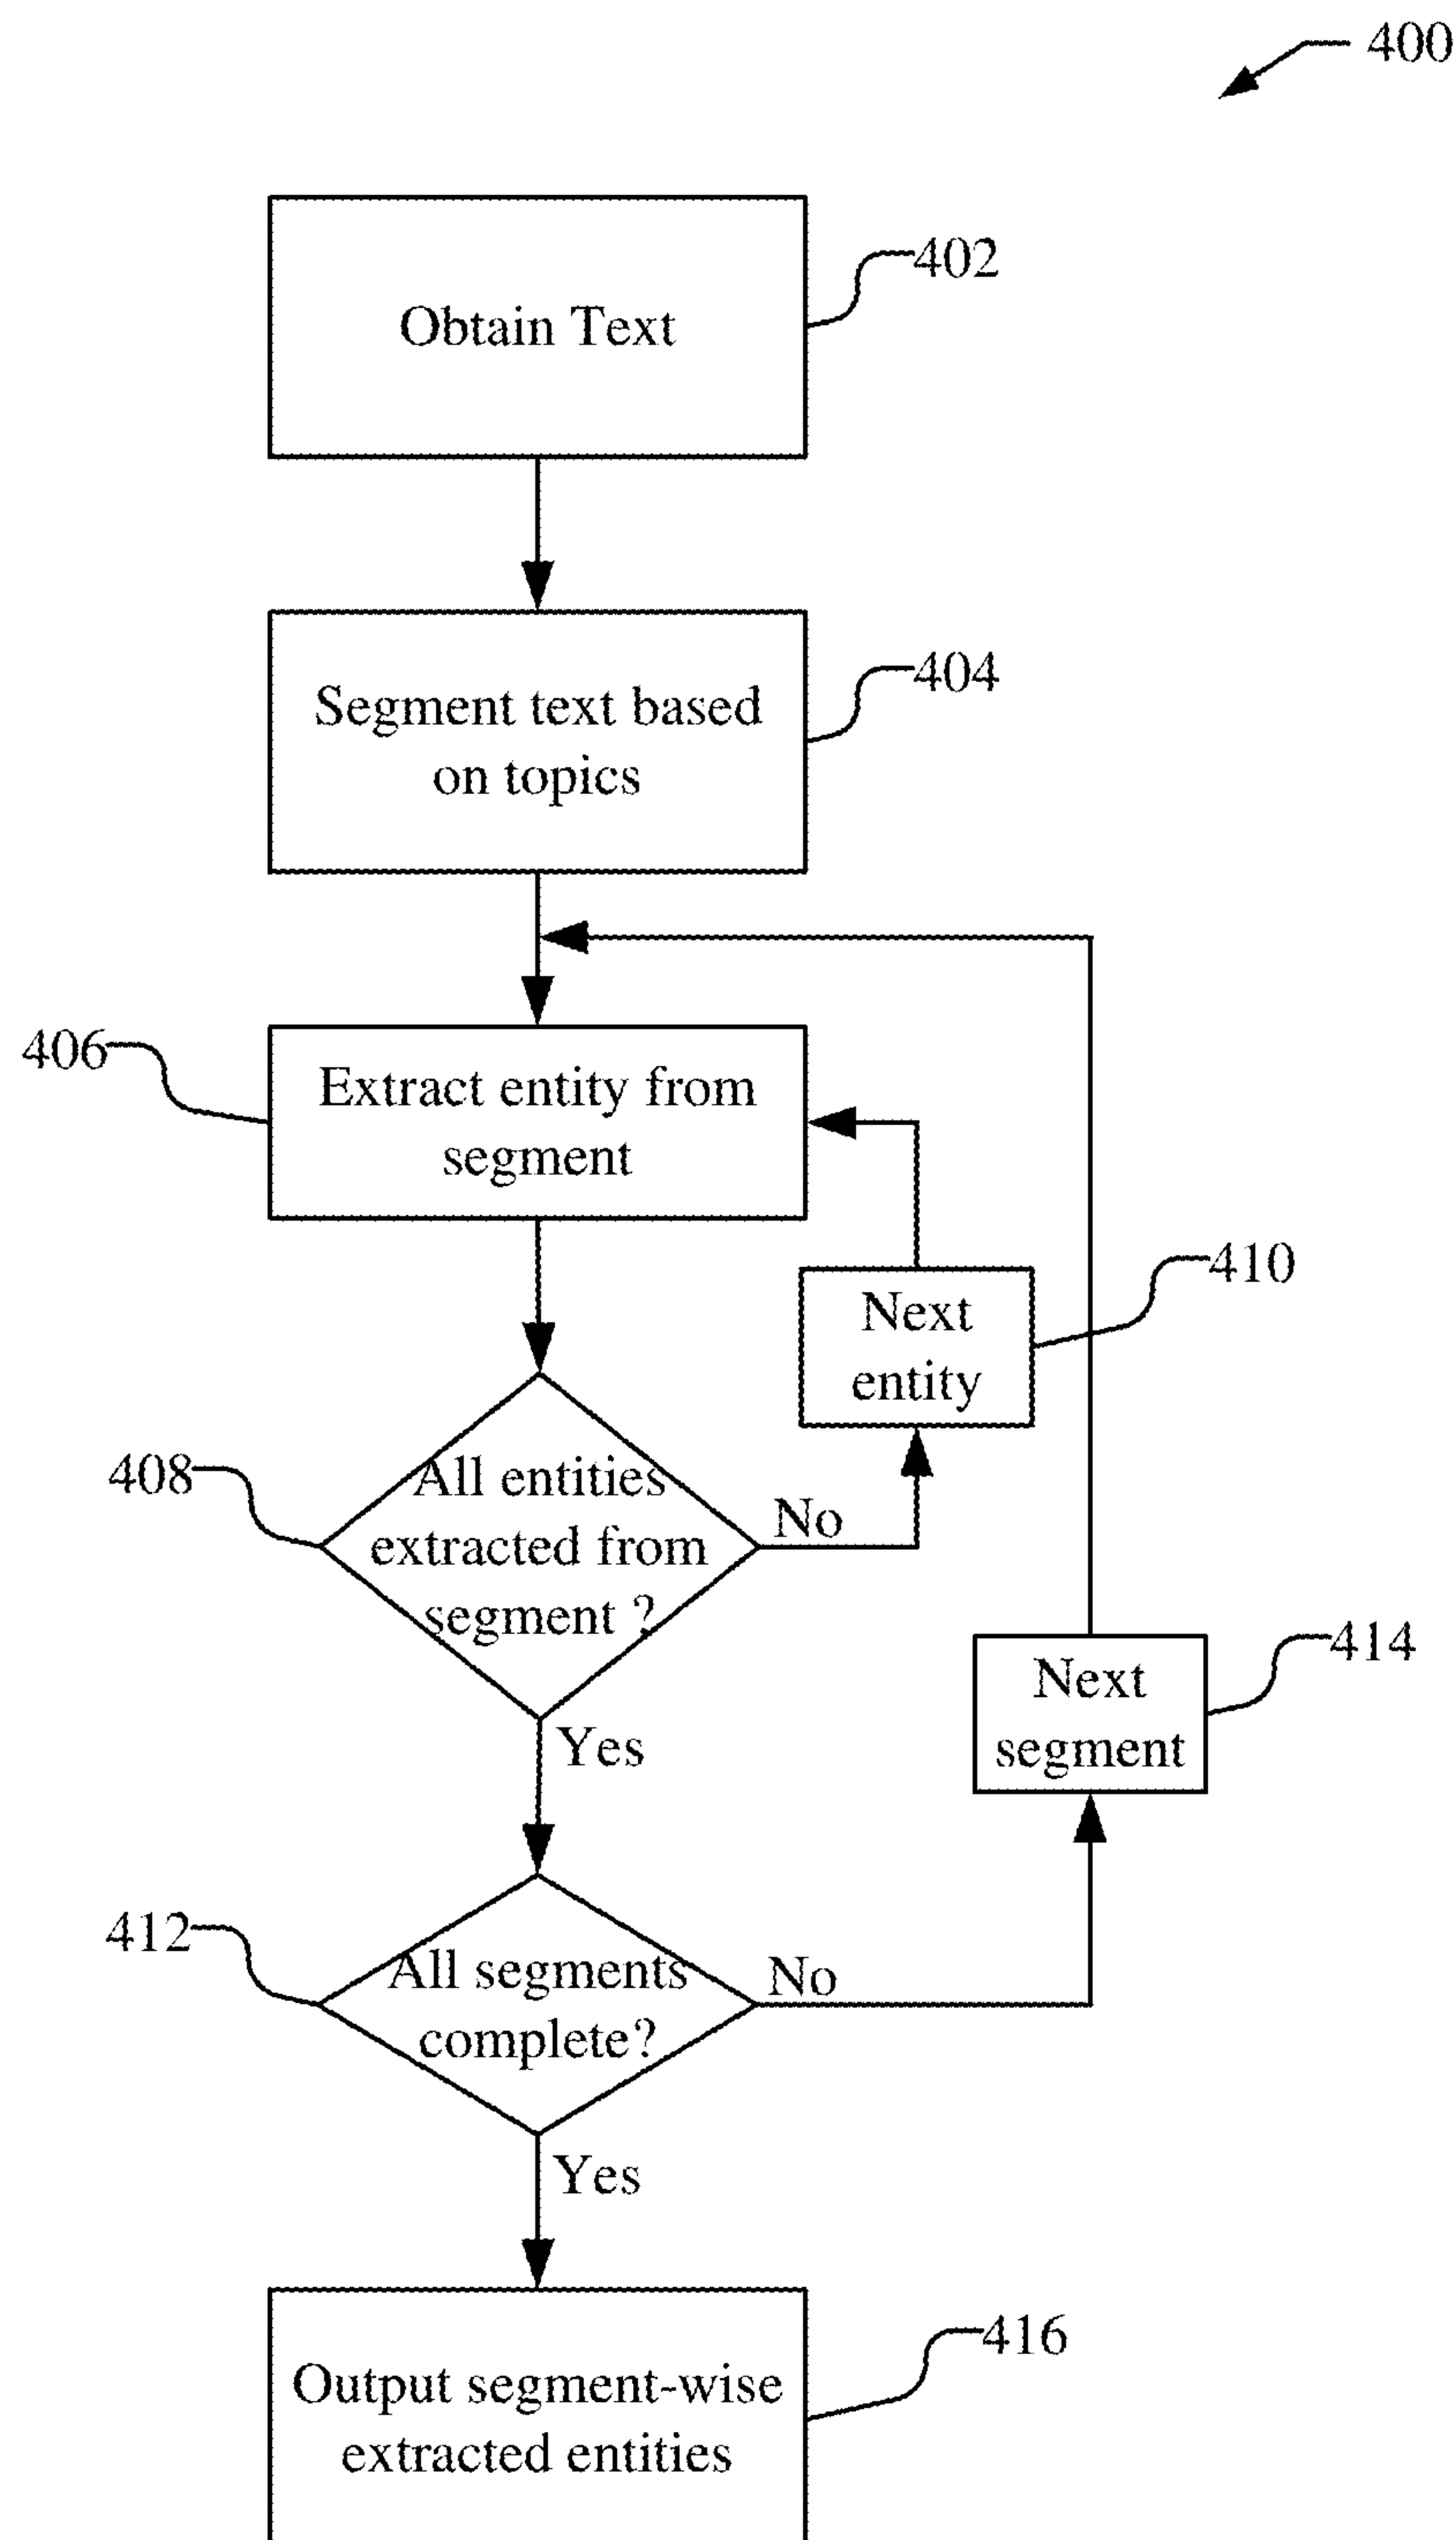 400
Obtain Text
402
Segment text based
on topics
404
406
Extract entity from
segment
Next
entity
410
408
All entities
extracted from
segment ?
No
Yes
Next
segment
414
412
All segments
complete?
No
Yes
Output segment-wise
extracted entities
416